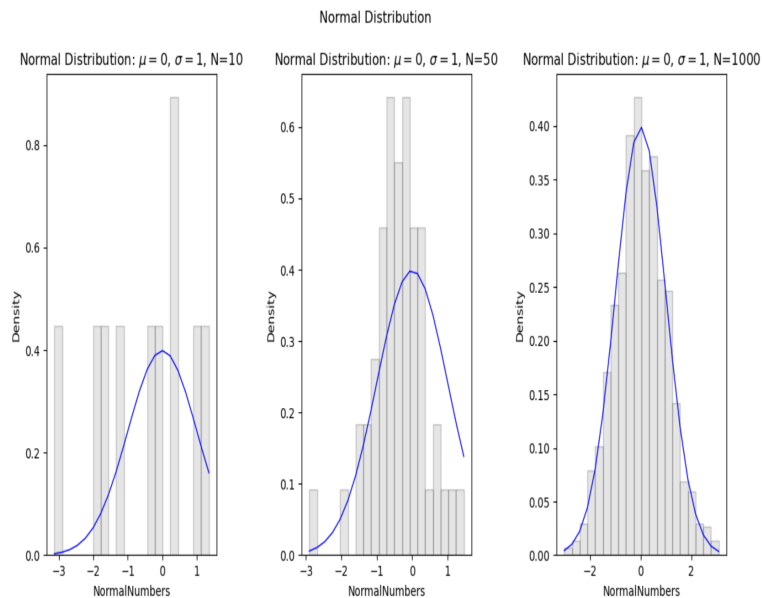 Normal Distribution
Normal Distribution: μ = 0, σ = 1, N=10
Normal Distribution: μ = 0, σ = 1, N=50
Normal Distribution: μ = 0, σ = 1, N=1000
0.8
0.6
0.4
0.2
0.0
Density
−3 −2 −1 0 1
NormalNumbers
0.6
0.5
0.4
0.3
0.2
0.1
0.0
Density
−3 −2 −1 0 1
NormalNumbers
0.40
0.35
0.30
0.25
0.20
0.15
0.10
0.05
0.00
Density
−2 0 2
NormalNumbers